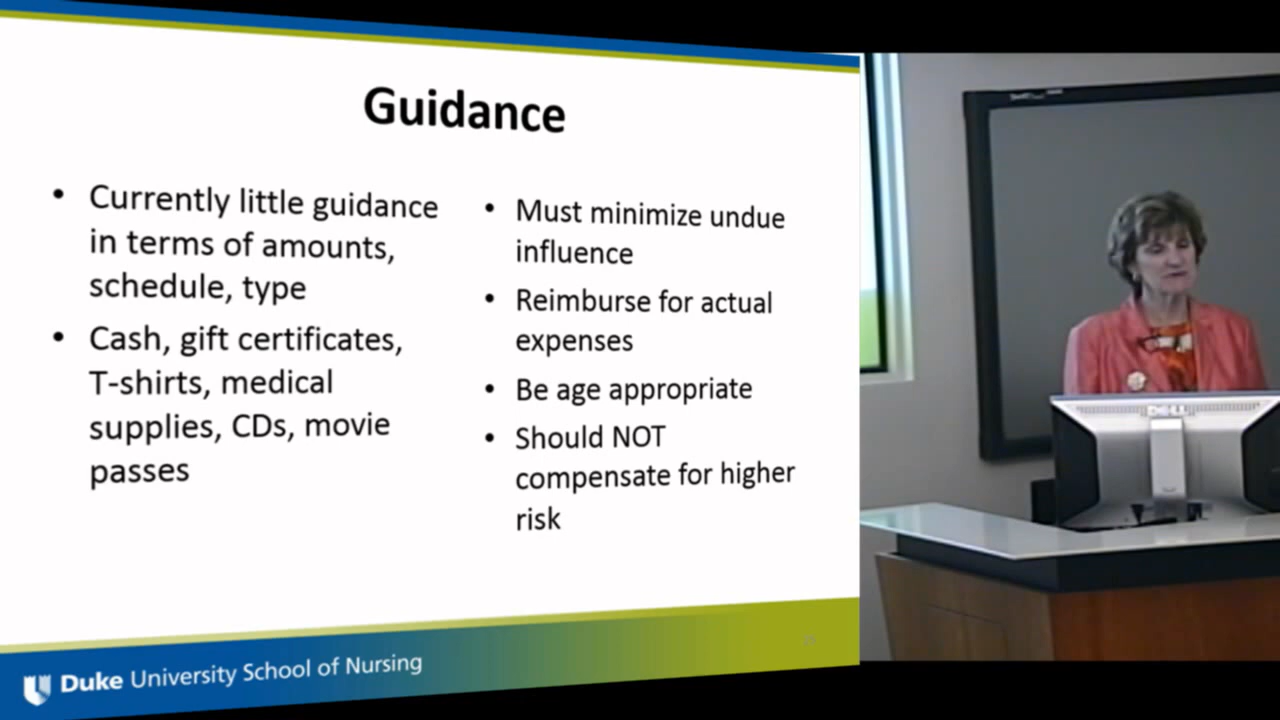 Guidance
• Currently little guidance
in terms of amounts,
schedule, type
• Cash, gift certificates,
T-shirts, medical
supplies, CDs, movie
passes
• Must minimize undue
influence
• Reimburse for actual
expenses
• Be age appropriate
• Should NOT
compensate for higher
risk
Duke University School of Nursing
DELL